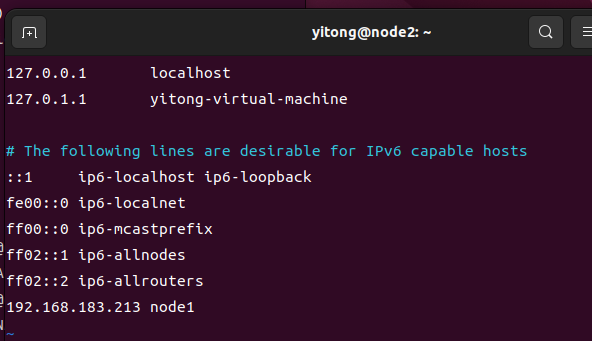 yitong@node2: ~
127.0.0.1       localhost
127.0.1.1       yitong-virtual-machine
# The following lines are desirable for IPv6 capable hosts
::1     ip6-localhost ip6-loopback
fe00::0 ip6-localnet
ff00::0 ip6-mcastprefix
ff02::1 ip6-allnodes
ff02::2 ip6-allrouters
192.168.183.213 node1
~